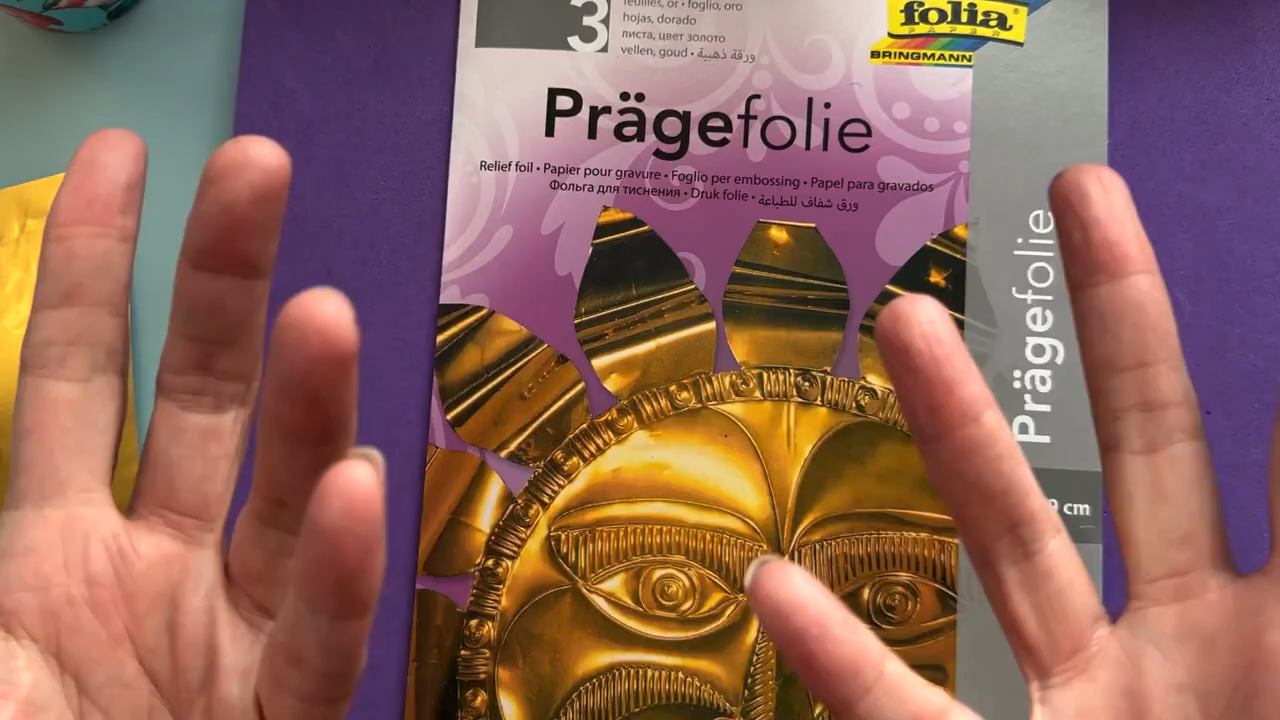 3
feuilles, or • foglio, oro
hojas, dorado
листа, цвет золото
vellen, goud • ورقة ذهبية
folia
PAPER
BRINGMANN
Prägefolie
Relief foil • Papier pour gravure • Foglio per embossing • Papel para gravados
Фольга для тиснения • Druk folie • ورق شفاف للطباعة
Prägefolie
cm